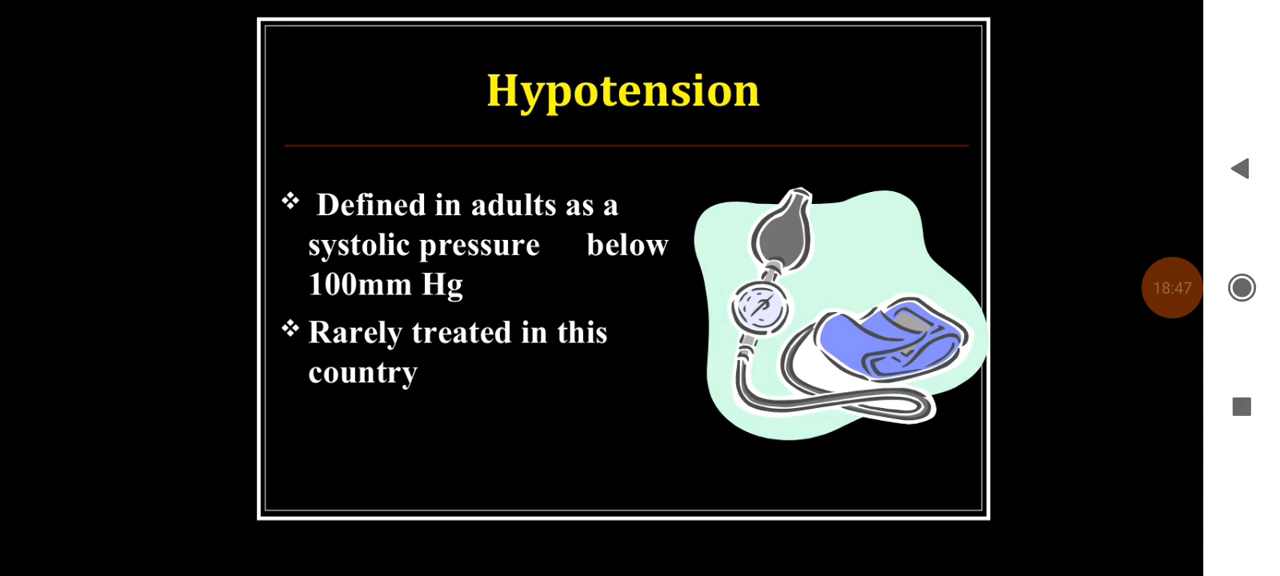 Hypotension
❖ Defined in adults as a
systolic pressure below
100mm Hg
❖ Rarely treated in this
country
18:47